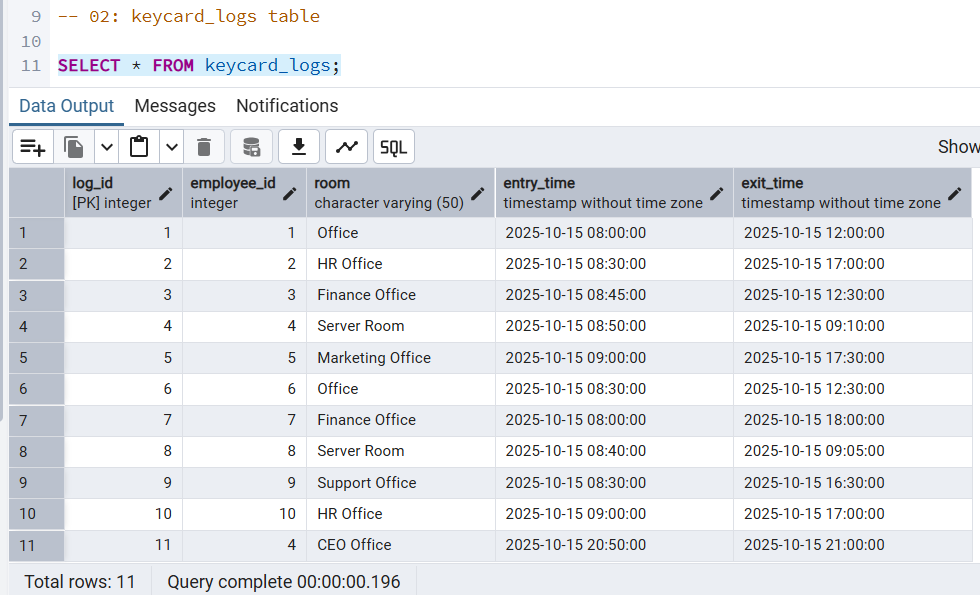 9 -- 02: keycard_logs table
10
11 SELECT * FROM keycard_logs;
Data Output Messages Notifications
SQL Show
log_id employee_id room entry_time exit_time
[PK] integer integer character varying (50) timestamp without time zone timestamp without time zone
1 1 1 Office 2025-10-15 08:00:00 2025-10-15 12:00:00
2 2 2 HR Office 2025-10-15 08:30:00 2025-10-15 17:00:00
3 3 3 Finance Office 2025-10-15 08:45:00 2025-10-15 12:30:00
4 4 4 Server Room 2025-10-15 08:50:00 2025-10-15 09:10:00
5 5 5 Marketing Office 2025-10-15 09:00:00 2025-10-15 17:30:00
6 6 6 Office 2025-10-15 08:30:00 2025-10-15 12:30:00
7 7 7 Finance Office 2025-10-15 08:00:00 2025-10-15 18:00:00
8 8 8 Server Room 2025-10-15 08:40:00 2025-10-15 09:05:00
9 9 9 Support Office 2025-10-15 08:30:00 2025-10-15 16:30:00
10 10 10 HR Office 2025-10-15 09:00:00 2025-10-15 17:00:00
11 11 4 CEO Office 2025-10-15 20:50:00 2025-10-15 21:00:00
Total rows: 11 Query complete 00:00:00.196